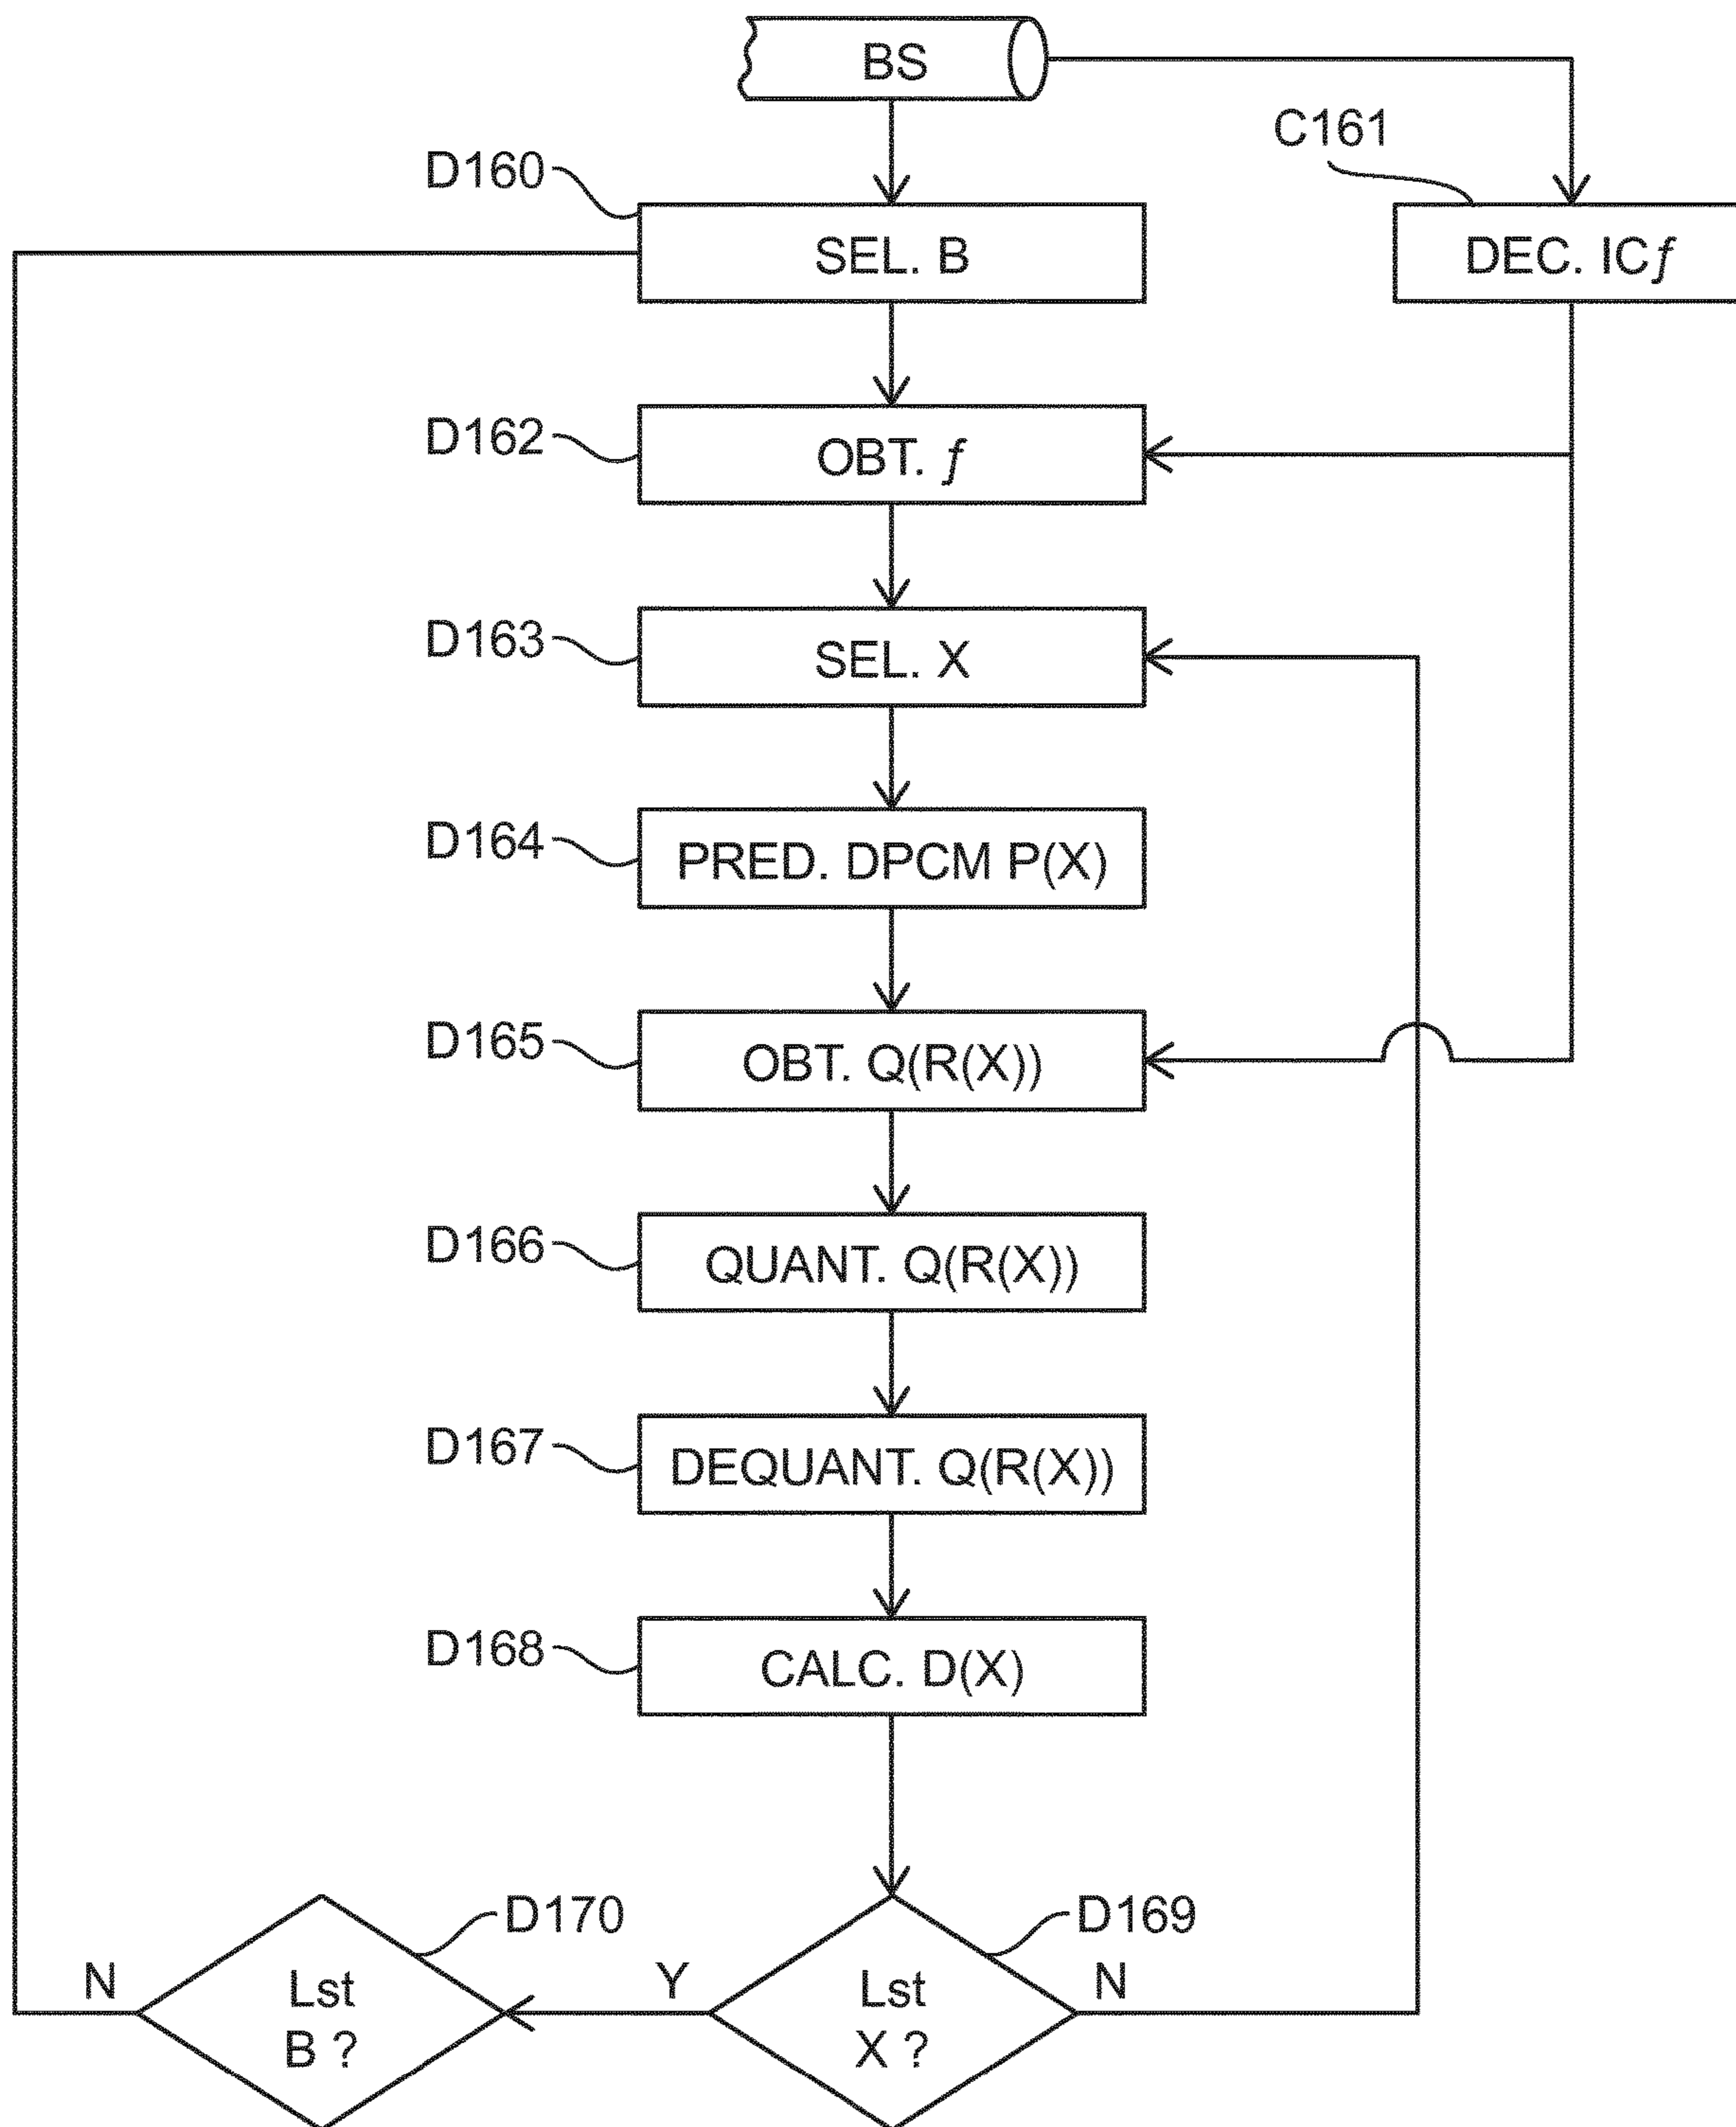 BS
C161
D160
SEL. B
DEC. ICƒ
D162
OBT. ƒ
D163
SEL. X
D164
PRED. DPCM P(X)
D165
OBT. Q(R(X))
D166
QUANT. Q(R(X))
D167
DEQUANT. Q(R(X))
D168
CALC. D(X)
D170
D169
N
Lst
B ?
Y
Lst
X ?
N